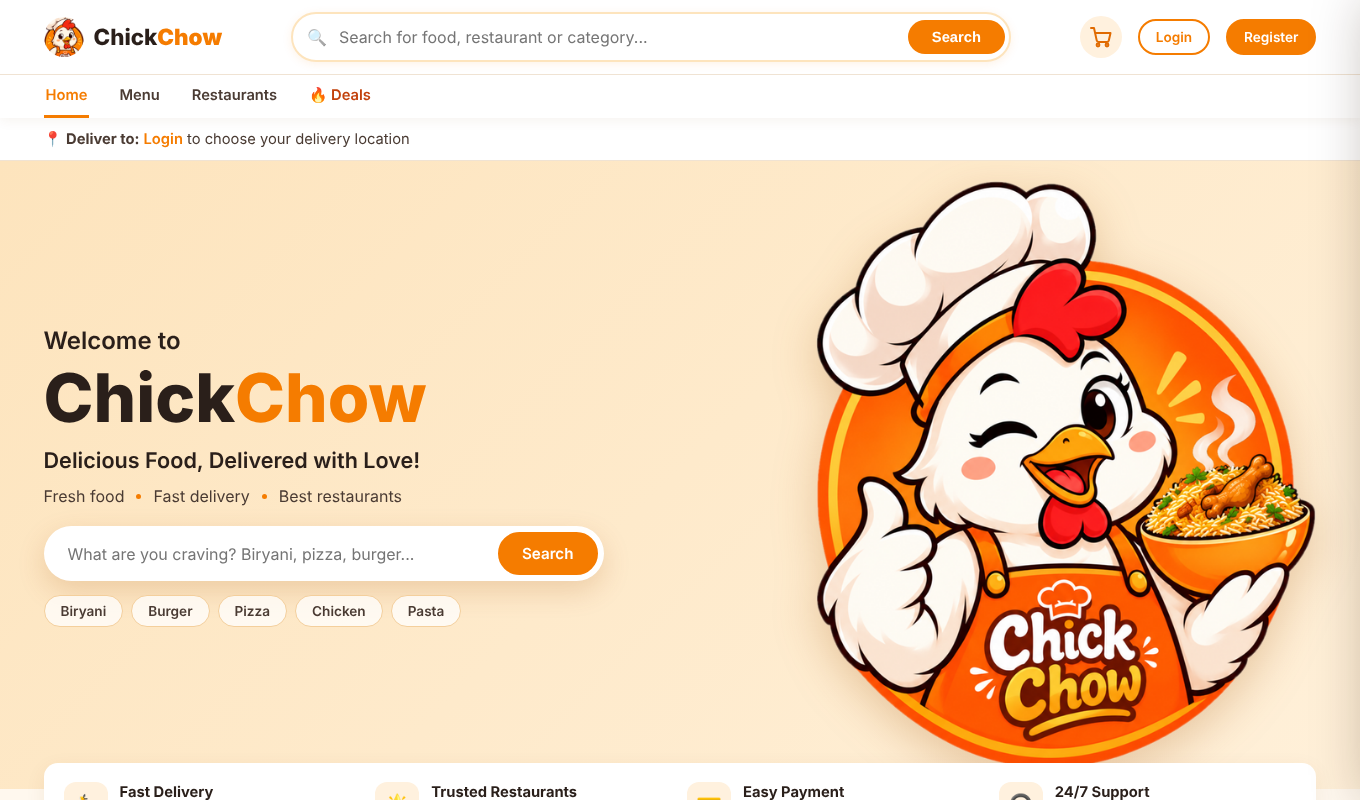 ChickChow
Search for food, restaurant or category...
Search
Login
Register
Home
Menu
Restaurants
🔥 Deals
📍 Deliver to: Login to choose your delivery location
Welcome to
ChickChow
Delicious Food, Delivered with Love!
Fresh food • Fast delivery • Best restaurants
What are you craving? Biryani, pizza, burger...
Search
Biryani
Burger
Pizza
Chicken
Pasta
Chick
Chow
Fast Delivery
Trusted Restaurants
Easy Payment
24/7 Support